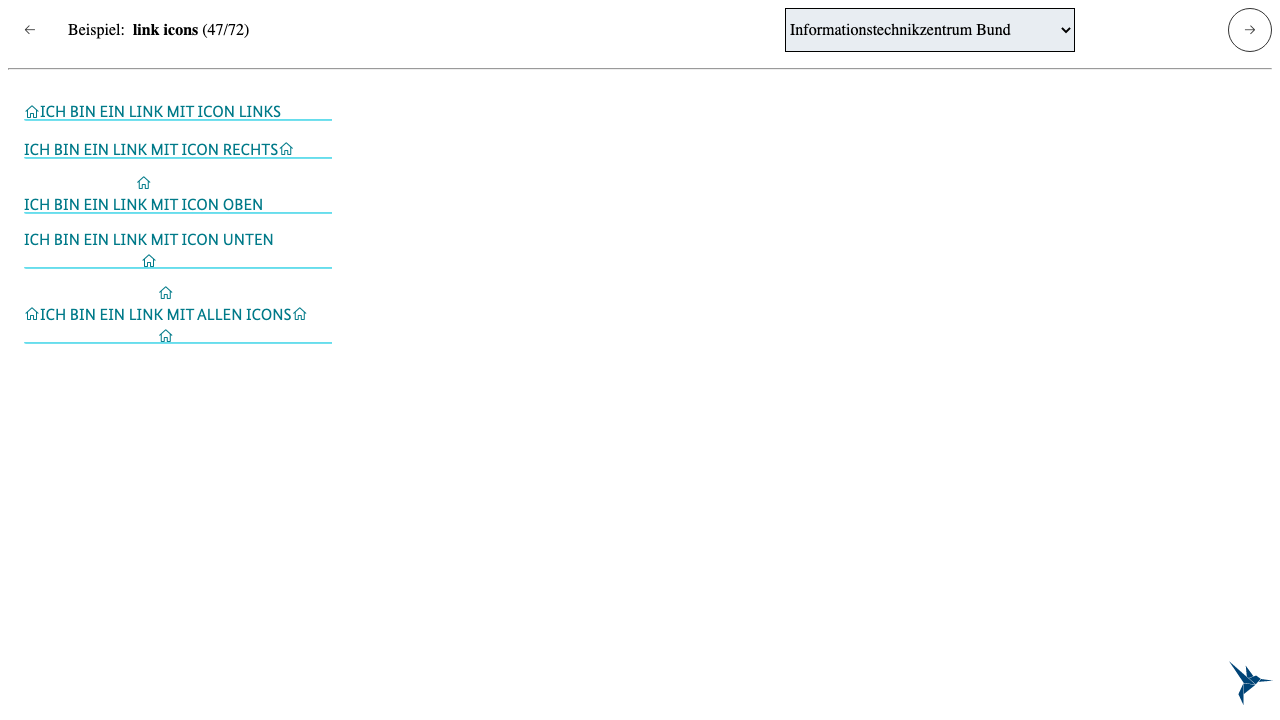 Beispiel: link icons (47/72)
Informationstechnikzentrum Bund
ICH BIN EIN LINK MIT ICON LINKS
ICH BIN EIN LINK MIT ICON RECHTS
ICH BIN EIN LINK MIT ICON OBEN
ICH BIN EIN LINK MIT ICON UNTEN
ICH BIN EIN LINK MIT ALLEN ICONS